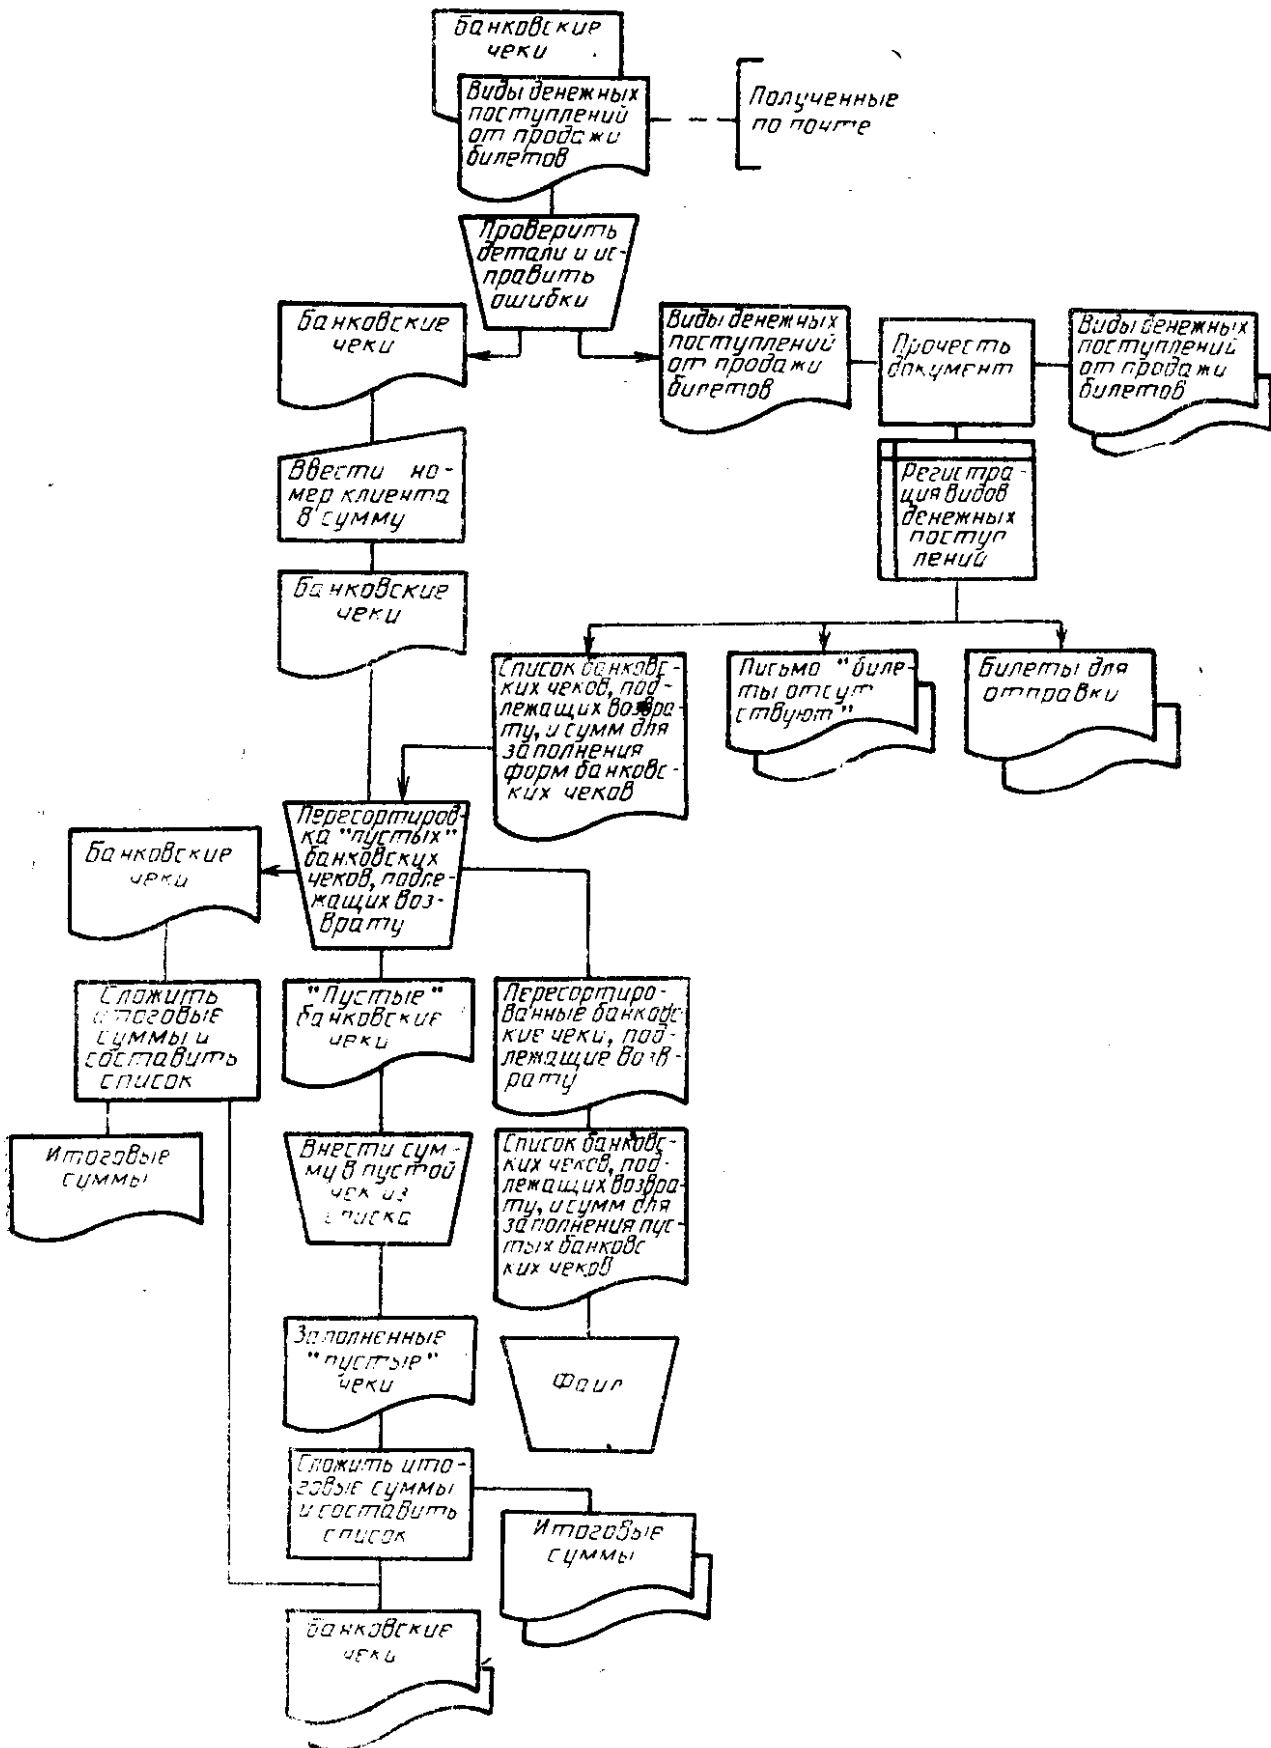 Банковские
чеки
Виды денежных
поступлений
от продажи
билетов
Полученные
по почте
Проверить
детали и ис-
править
ошибки
Банковские
чеки
Виды денежных
поступлений
от продажи
билетов
Прочесть
документ
Виды денежных
поступлений
от продажи
билетов
Ввести но-
мер клиента
в сумму
Регистра-
ция видов
денежных
поступ
лений
Банковские
чеки
Список банковс-
ких чеков, под-
лежащих возвра-
ту, и сумм для
заполнения
форм банковс-
ких чеков
Письмо "биле-
ты отсут
ствуют"
Билеты для
отправки
Пересортиров-
ка "пустых"
банковских
чеков, подле-
жащих воз-
врату
Банковские
чеки
Сложить
итоговые
суммы и
составить
список
"Пустые"
банковские
чеки
Пересортиро-
ванные банковс-
кие чеки, под-
лежащие возв-
рату
Итоговые
суммы
Внести сум-
му в пустой
чек из
списка
Список банковс-
ких чеков, под-
лежащих возвра-
ту, и сумм для
заполнения пус-
тых банковс
ких чеков
Заполненные
"пустые"
чеки
Файл
Сложить ито-
говые суммы
и составить
список
Итоговые
суммы
Банковские
чеки